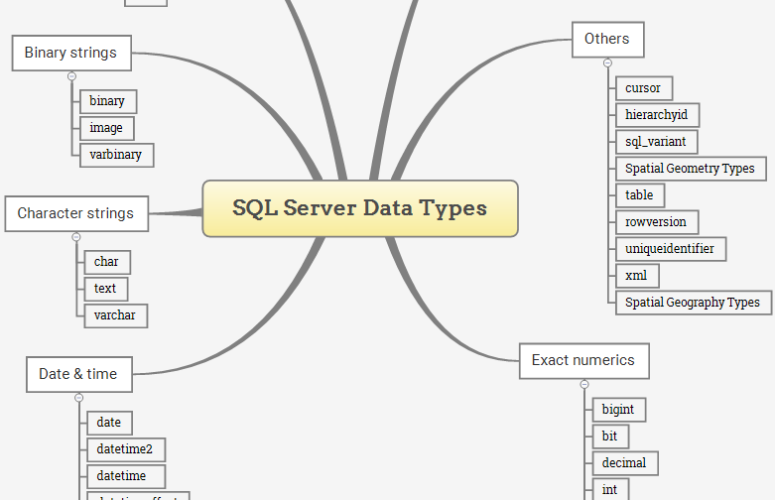 Binary strings
binary
image
varbinary
Character strings
char
text
varchar
Date & time
date
datetime2
datetime
SQL Server Data Types
Others
cursor
hierarchyid
sql_variant
Spatial Geometry Types
table
rowversion
uniqueidentifier
xml
Spatial Geography Types
Exact numerics
bigint
bit
decimal
int